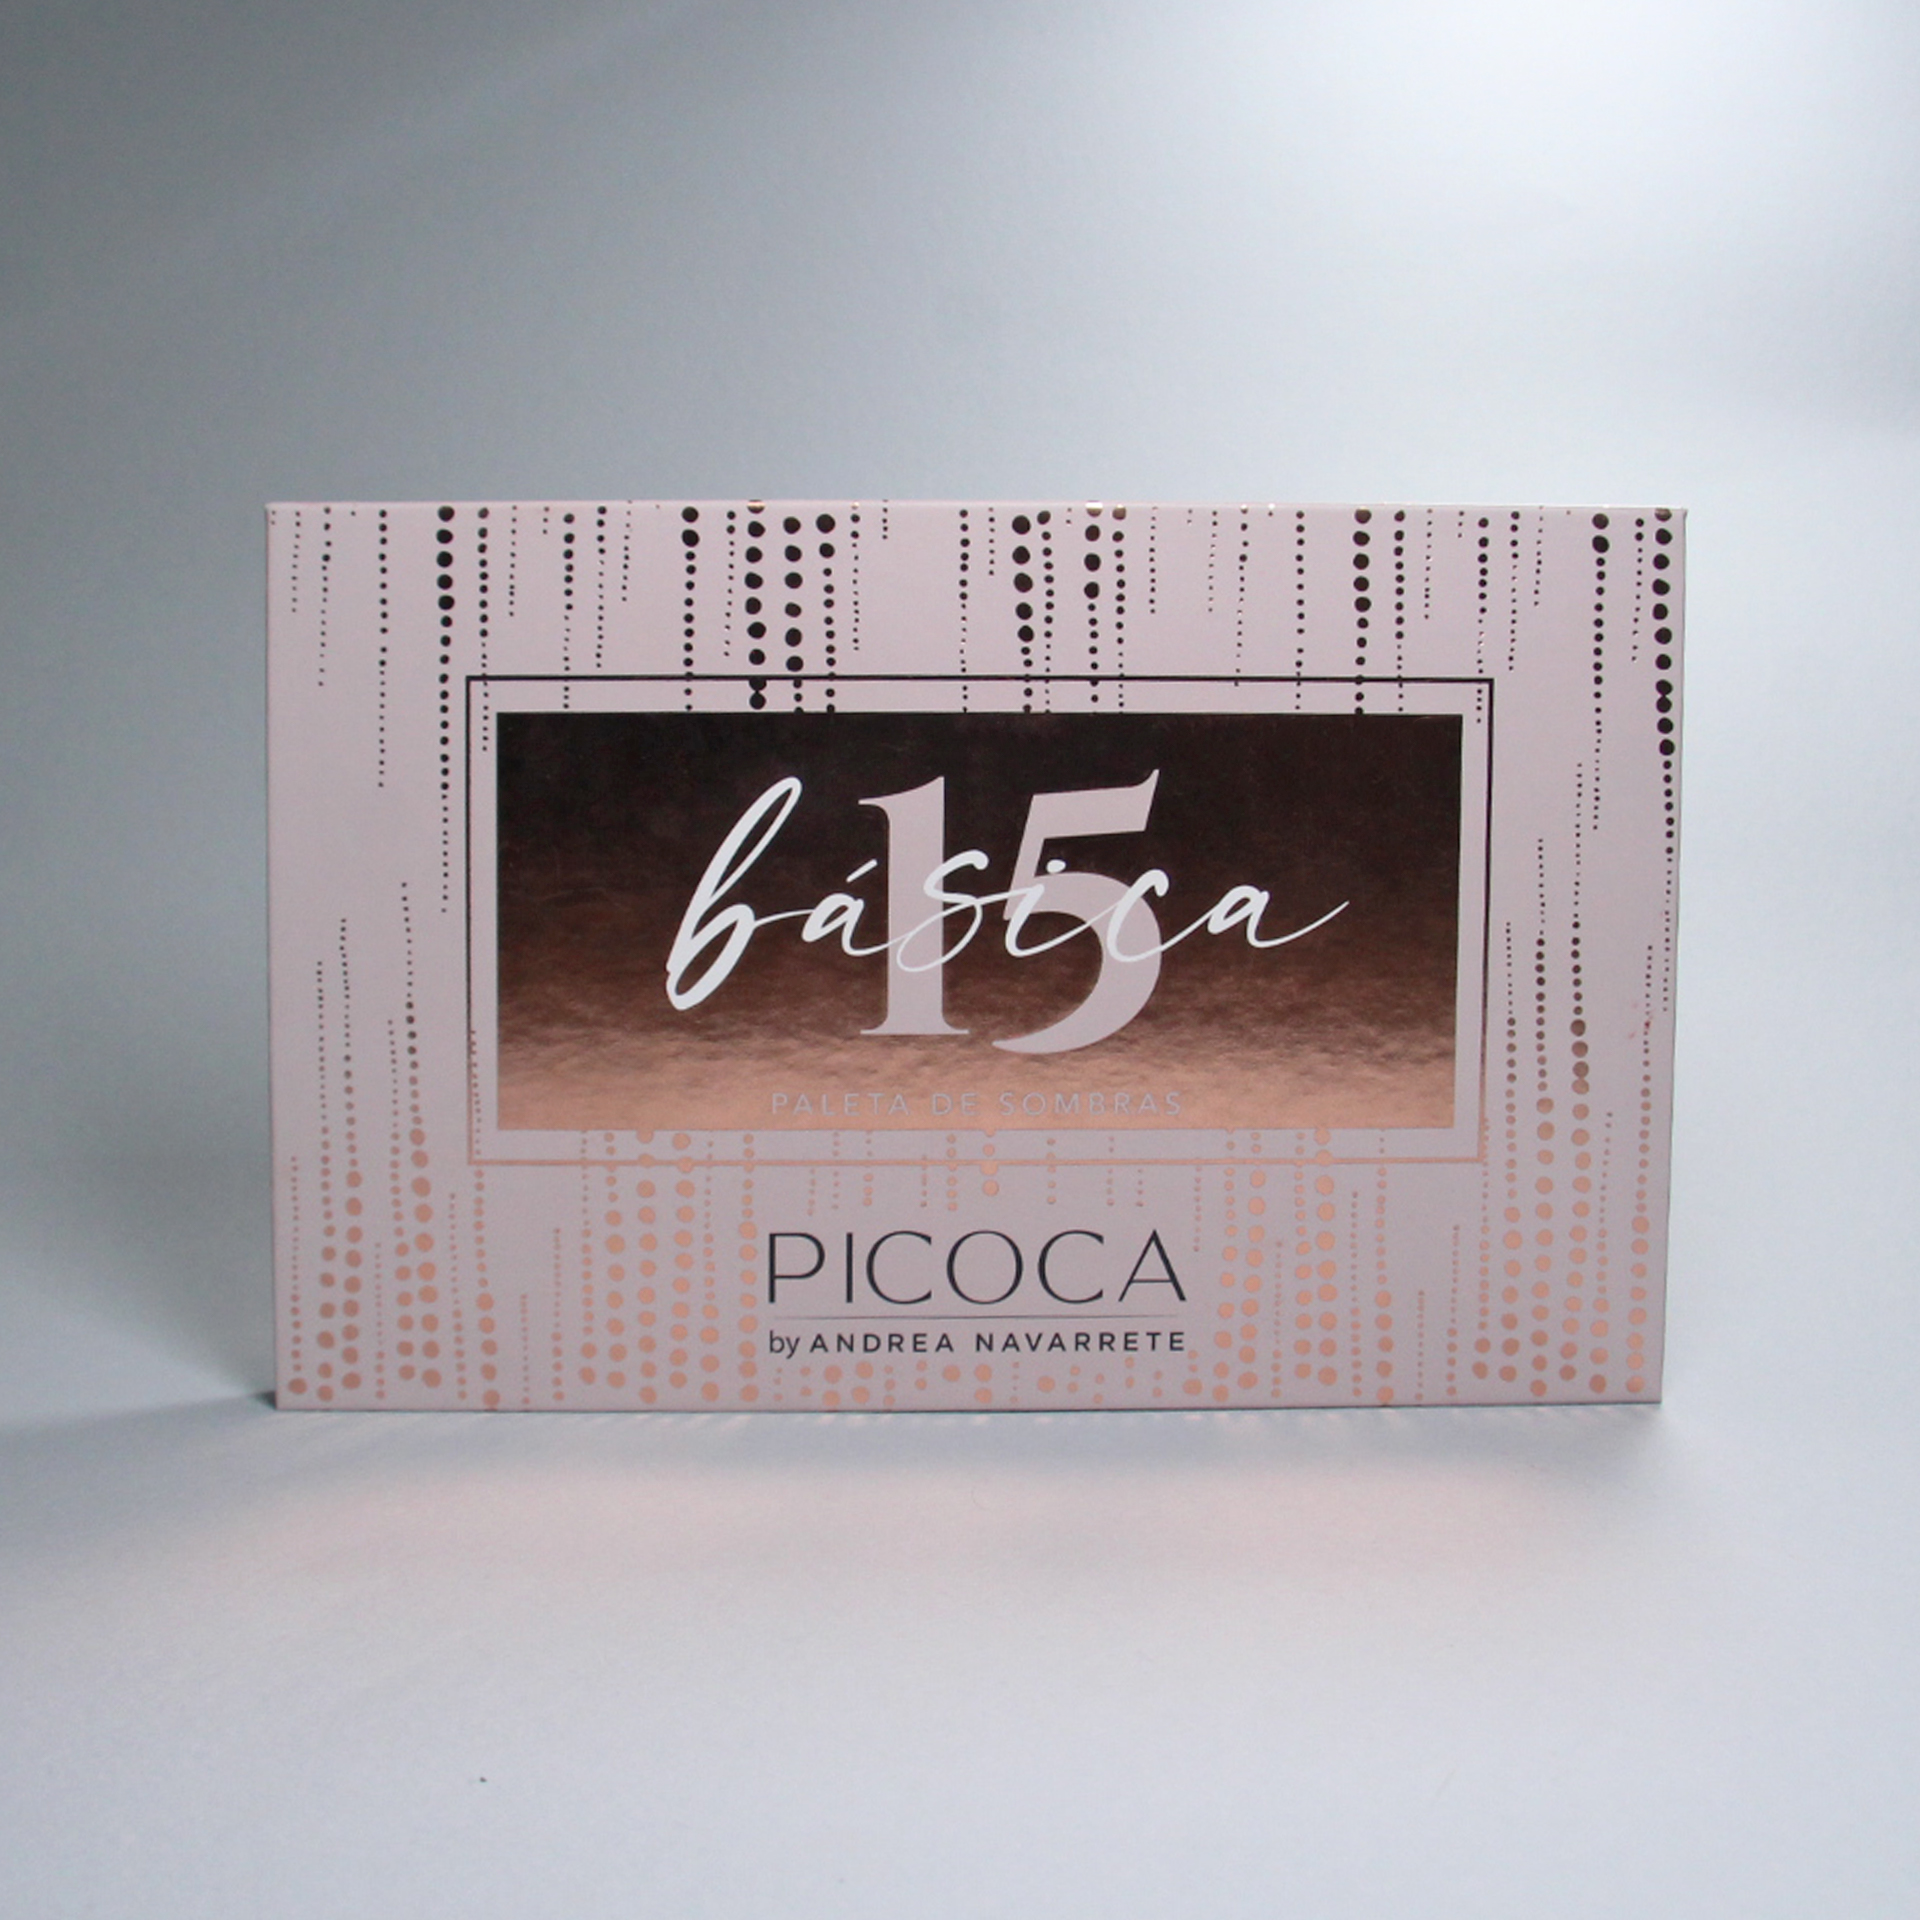 básica 15
PALETA DE SOMBRAS
PICOCA
by ANDREA NAVARRETE